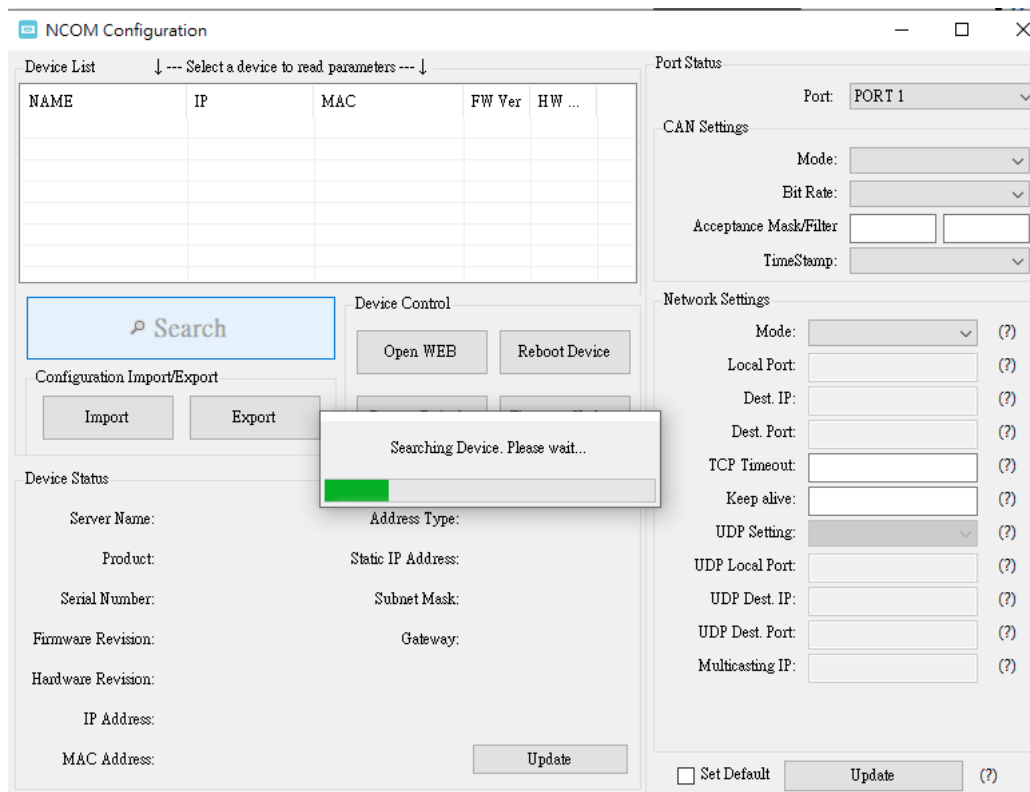 NCOM Configuration
Device List ↓ --- Select a device to read parameters --- ↓
NAME IP MAC FW Ver HW ...
Search
Configuration Import/Export
Import Export
Device Control
Open WEB Reboot Device
Searching Device. Please wait...
Device Status
Server Name:
Product:
Serial Number:
Firmware Revision:
Hardware Revision:
IP Address:
MAC Address:
Address Type:
Static IP Address:
Subnet Mask:
Gateway:
Update
Port Status
Port: PORT 1
CAN Settings
Mode:
Bit Rate:
Acceptance Mask/Filter
TimeStamp:
Network Settings
Mode: (?)
Local Port: (?)
Dest. IP: (?)
Dest. Port: (?)
TCP Timeout: (?)
Keep alive: (?)
UDP Setting: (?)
UDP Local Port: (?)
UDP Dest. IP: (?)
UDP Dest. Port: (?)
Multicasting IP: (?)
Set Default Update (?)